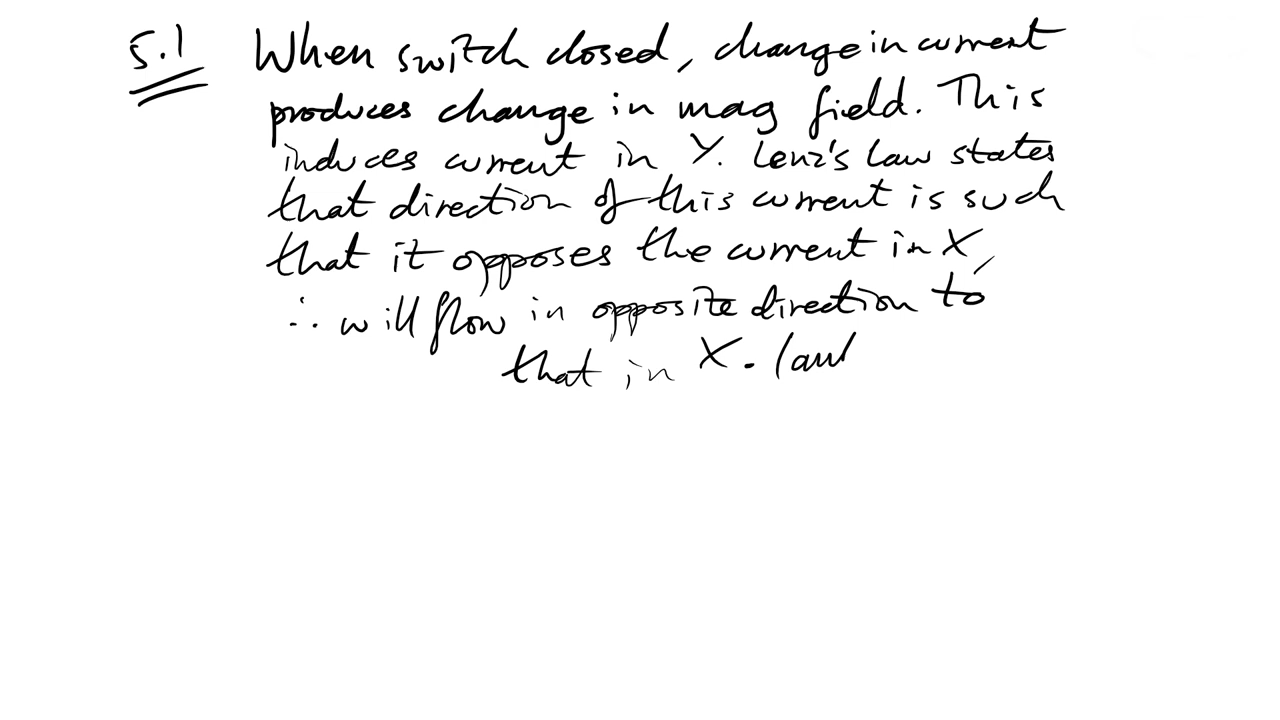 5.1 When switch closed, change in current
produces change in mag field. This
induces current in Y. Lenz's law states
that direction of this current is such
that it opposes the current in X,
∴ will flow in opposite direction to
that in X.